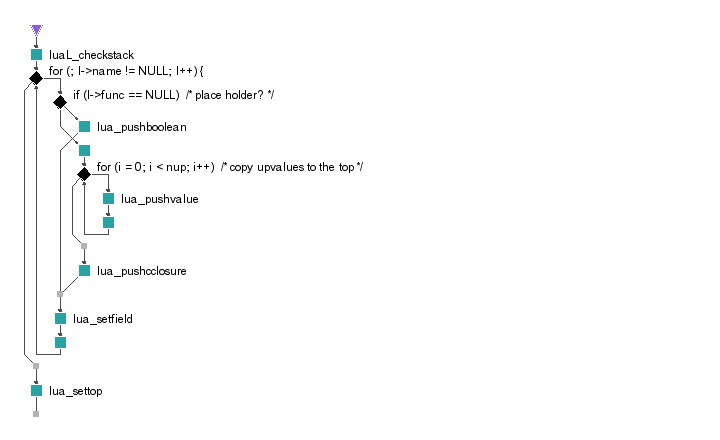 luaL_checkstack
for (; l->name != NULL; l++) {
if (l->func == NULL)  /* place holder? */
lua_pushboolean
for (i = 0; i < nup; i++)  /* copy upvalues to the top */
lua_pushvalue
lua_pushcclosure
lua_setfield
lua_settop